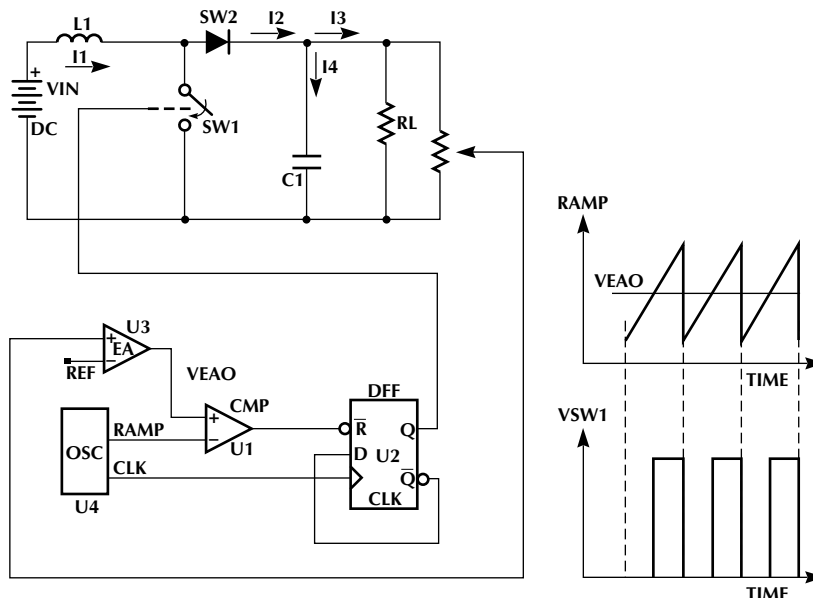 SW2
L1
I2
I3
I1
I4
+
VIN
DC
SW1
RL
C1
RAMP
VEAO
TIME
VSW1
TIME
U3
+
EA
–
REF
VEAO
DFF
CMP
+
–
U1
R
Q
D
U2
Q
CLK
RAMP
OSC
CLK
U4